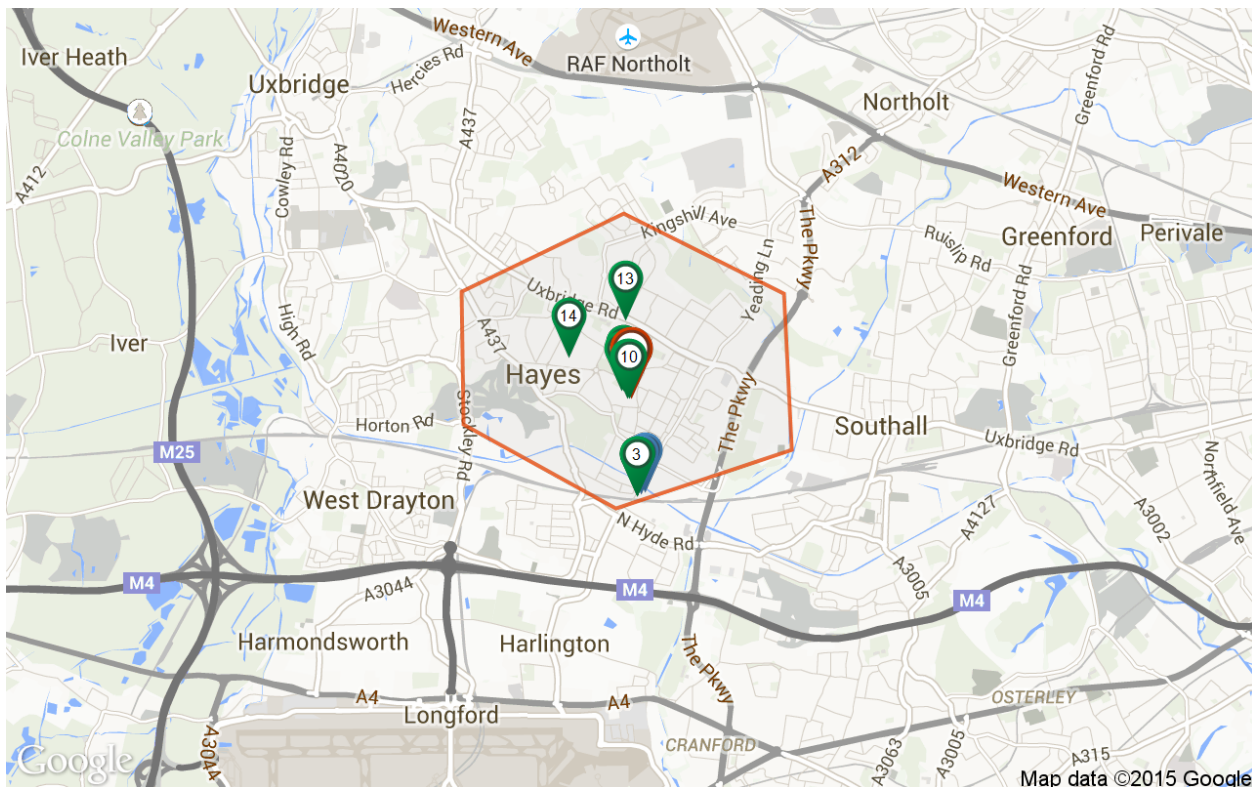 Western Ave
Iver Heath
RAF Northolt
Uxbridge
Hercies Rd
Greenford Rd
Northolt
Colne Valley Park
A437
A412
Cowley Rd
A4020
A312
Western Ave
Kingshill Ave
The Pkwy
Ruislip Rd
Greenford
Perivale
Yeading Ln
13
Uxbridge Rd
14
A437
High Rd
Iver
10
Hayes
Greenford Rd
The Pkwy
Stockley Rd
Horton Rd
Southall
Uxbridge Rd
M25
3
Northfield Ave
West Drayton
N Hyde Rd
A4127
A3002
M4
A3044
M4
A3005
M4
Harmondsworth
Harlington
The Pkwy
A4
A4
OSTERLEY
Longford
CRANFORD
A3044
A3063
A3005
A315
Google
Map data ©2015 Google